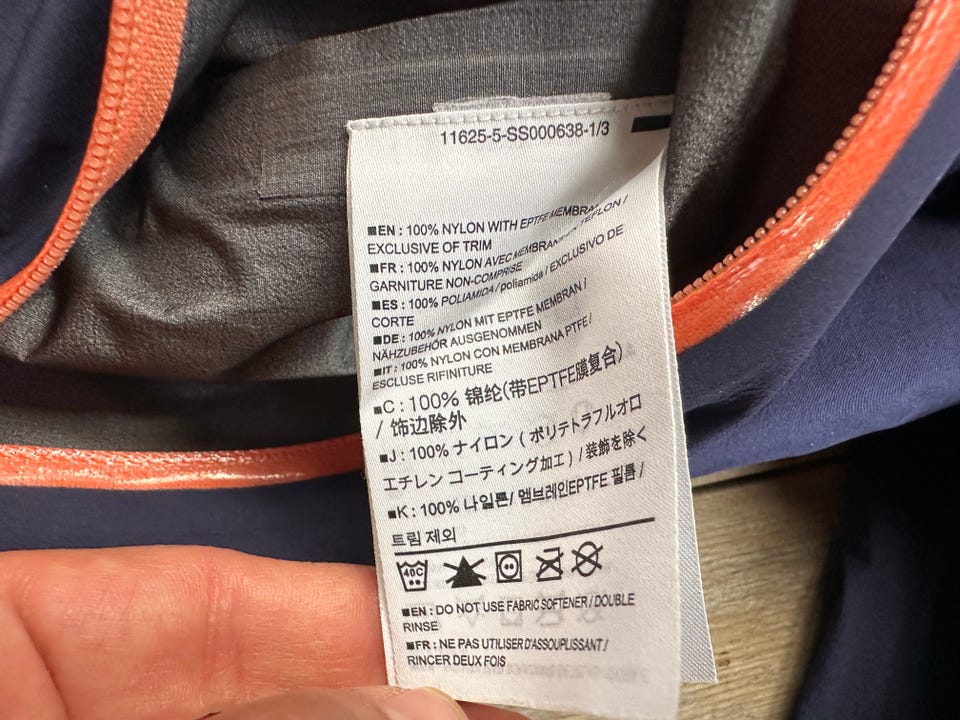 11625-5-SS000638-1/3
■EN : 100% NYLON WITH EPTFE MEMBRAN /
EXCLUSIVE OF TRIM
■FR : 100% NYLON AVEC MEMBRANE TEFLON /
GARNITURE NON-COMPRISE
■ES : 100% POLIAMIDA / poliamida / EXCLUSIVO DE
CORTE
■DE : 100% NYLON MIT EPTFE MEMBRAN /
NÄHZUBEHÖR AUSGENOMMEN
■IT : 100% NYLON CON MEMBRANA PTFE /
ESCLUSE RIFINITURE
■C : 100% 锦纶(带EPTFE膜复合)
/ 饰边除外
■J : 100% ナイロン ( ポリテトラフルオロ
エチレン コーティング加工 ) / 装飾を除く
■K : 100% 나일론/ 멤브레인EPTFE 필름 /
트림 제외
40C
■EN : DO NOT USE FABRIC SOFTENER / DOUBLE
RINSE
■FR : NE PAS UTILISER D'ASSOUPLISSANT /
RINCER DEUX FOIS